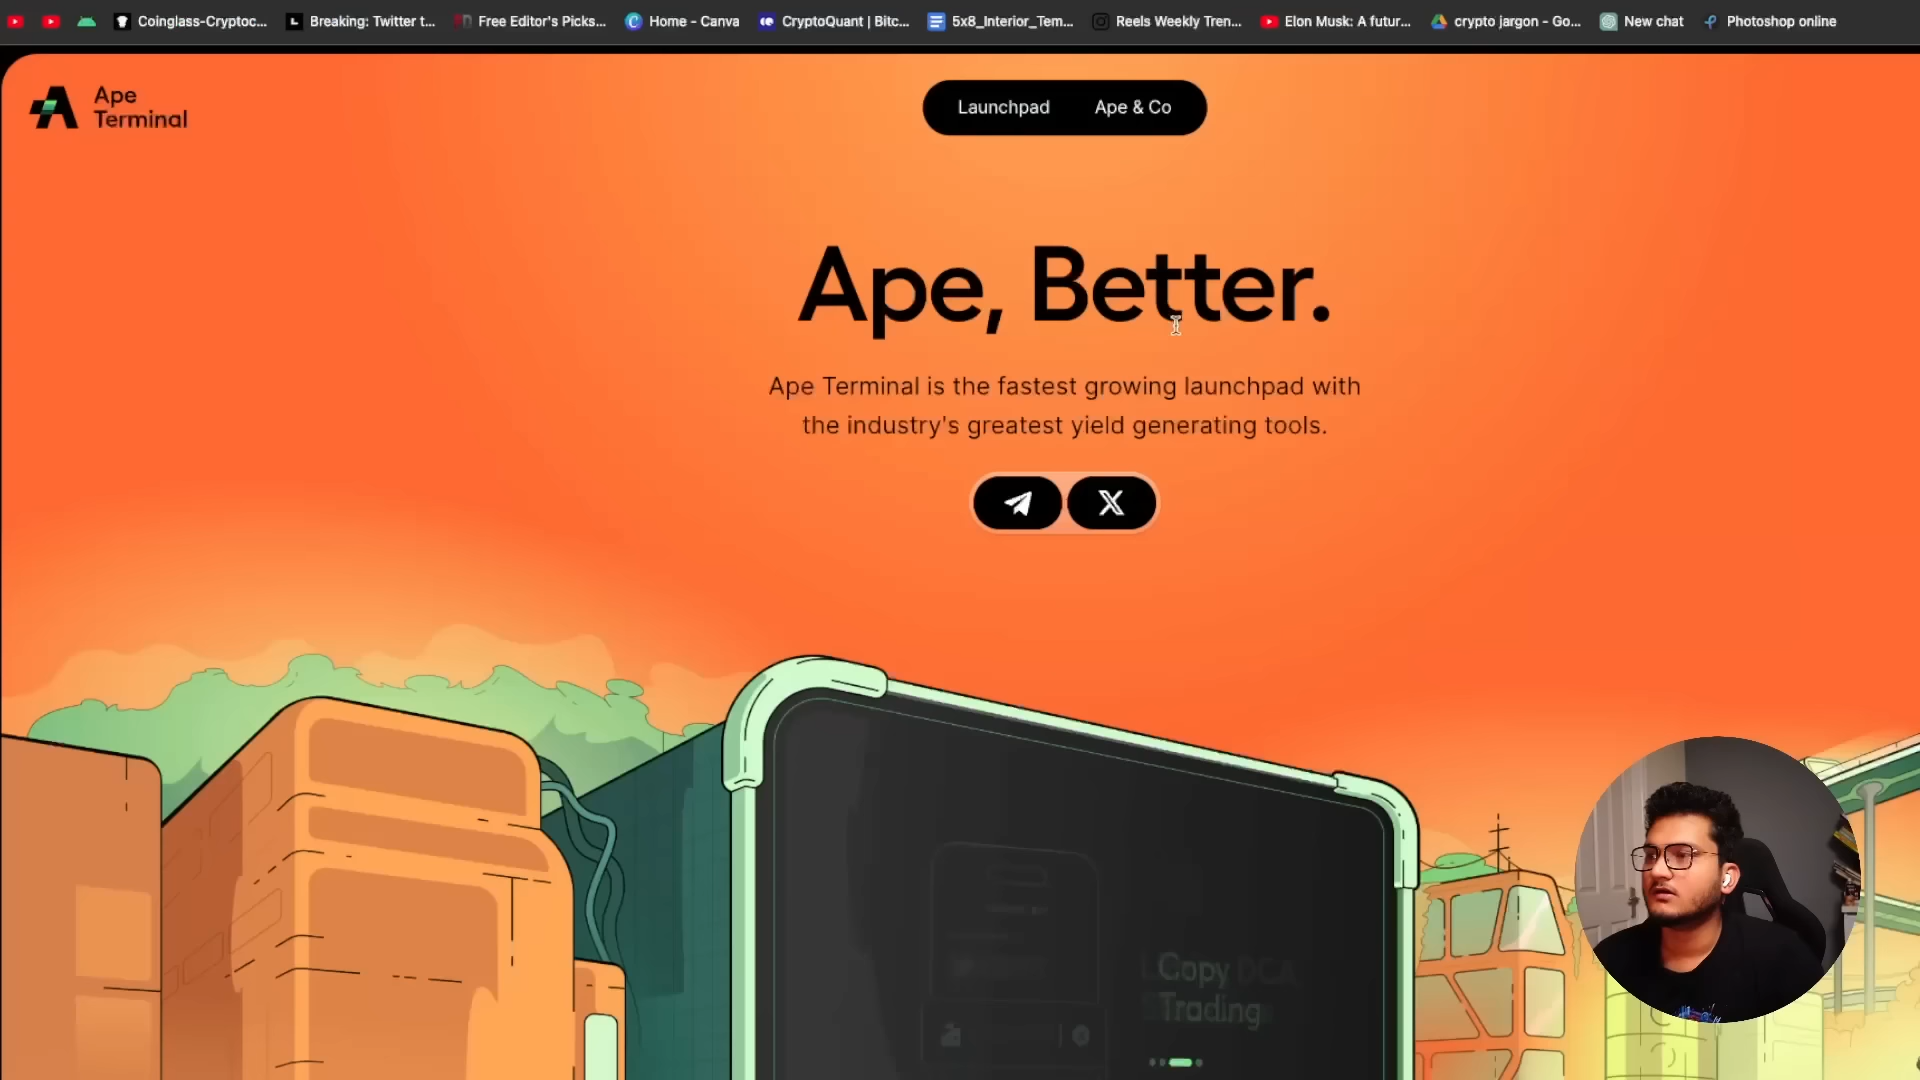 Coinglass-Cryptoc...
Breaking: Twitter t...
Free Editor's Picks...
Home - Canva
CryptoQuant | Bitc...
5x8_Interior_Tem...
Reels Weekly Tren...
Elon Musk: A futur...
crypto jargon - Go...
New chat
Photoshop online
Ape
Terminal
Launchpad
Ape & Co
Ape, Better.
Ape Terminal is the fastest growing launchpad with
the industry's greatest yield generating tools.
Copy DCA
Trading